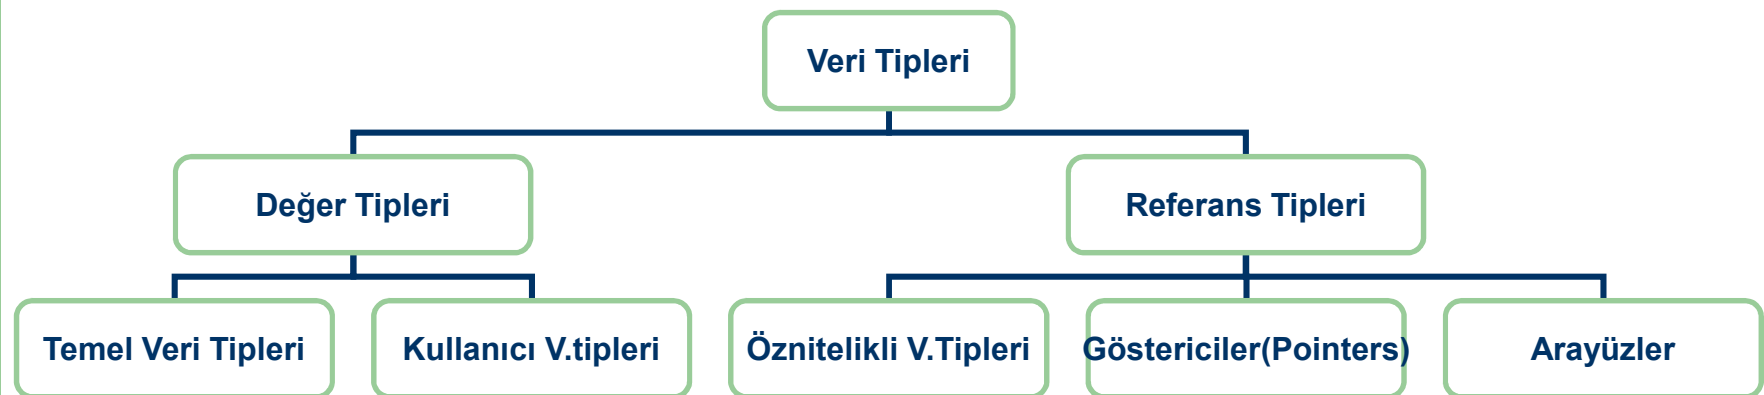 Veri Tipleri
Değer Tipleri
Referans Tipleri
Temel Veri Tipleri
Kullanıcı V.tipleri
Öznitelikli V.Tipleri
Göstericiler(Pointers)
Arayüzler